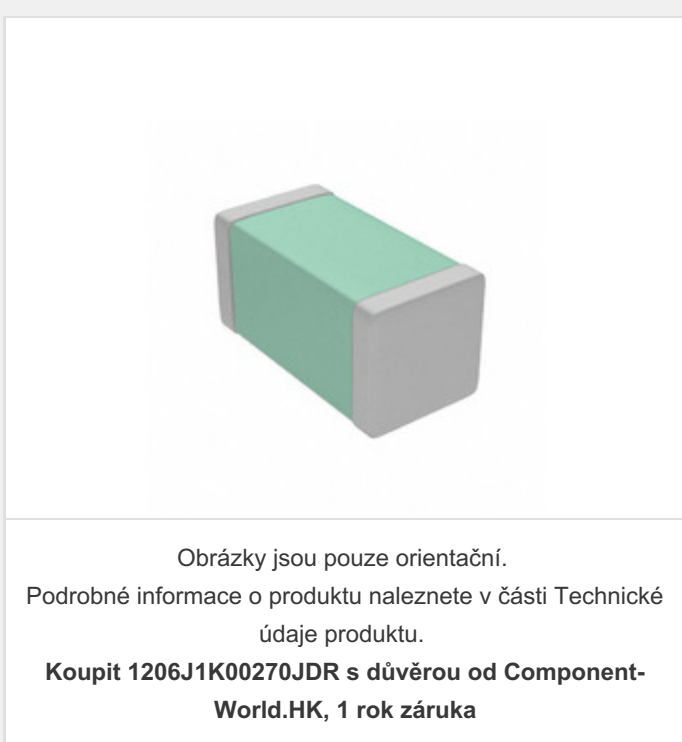 Obrázky jsou pouze orientační.
Podrobné informace o produktu naleznete v části Technické
údaje produktu.
Koupit 1206J1K00270JDR s důvěrou od Component-
World.HK, 1 rok záruka